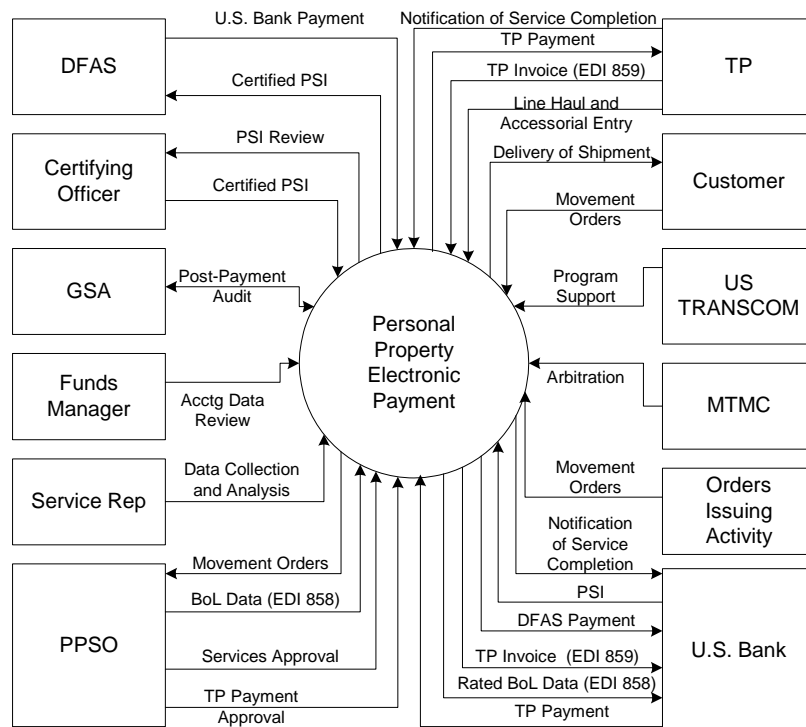 U.S. Bank Payment
DFAS
Certified PSI
PSI Review
Certifying
Officer
Certified PSI
GSA
Post-Payment
Audit
Funds
Manager
Acctg Data
Review
Service Rep
Data Collection
and Analysis
Movement Orders
BoL Data (EDI 858)
PPSO
Services Approval
TP Payment
Approval
Personal
Property
Electronic
Payment
Notification of Service Completion
TP Payment
TP Invoice (EDI 859)
TP
Line Haul and
Accessorial Entry
Delivery of Shipment
Customer
Movement
Orders
Program
Support
US
TRANSCOM
Arbitration
MTMC
Movement
Orders
Orders
Issuing
Activity
Notification
of Service
Completion
PSI
DFAS Payment
U.S. Bank
TP Invoice (EDI 859)
Rated BoL Data (EDI 858)
TP Payment